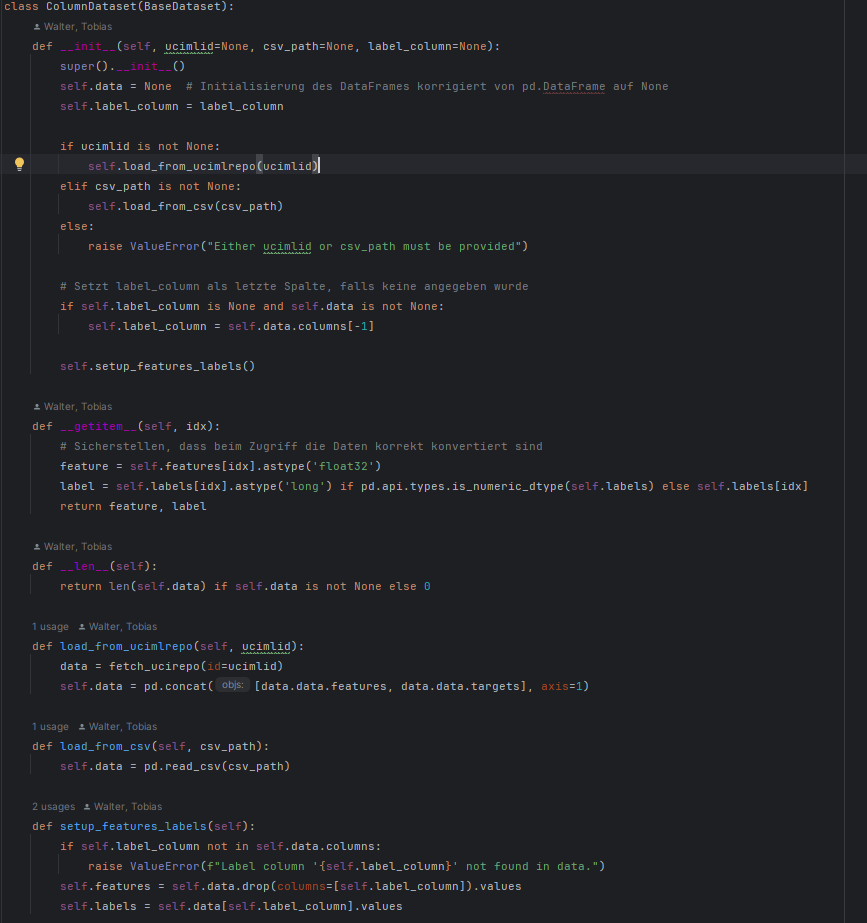 class ColumnDataset(BaseDataset):
Walter, Tobias
def __init__(self, ucimlid=None, csv_path=None, label_column=None):
super().__init__()
self.data = None  # Initialisierung des DataFrames korrigiert von pd.DataFrame auf None
self.label_column = label_column
if ucimlid is not None:
self.load_from_ucimlrepo(ucimlid)
elif csv_path is not None:
self.load_from_csv(csv_path)
else:
raise ValueError("Either ucimlid or csv_path must be provided")
# Setzt label_column als letzte Spalte, falls keine angegeben wurde
if self.label_column is None and self.data is not None:
self.label_column = self.data.columns[-1]
self.setup_features_labels()
Walter, Tobias
def __getitem__(self, idx):
# Sicherstellen, dass beim Zugriff die Daten korrekt konvertiert sind
feature = self.features[idx].astype('float32')
label = self.labels[idx].astype('long') if pd.api.types.is_numeric_dtype(self.labels) else self.labels[idx]
return feature, label
Walter, Tobias
def __len__(self):
return len(self.data) if self.data is not None else 0
1 usage Walter, Tobias
def load_from_ucimlrepo(self, ucimlid):
data = fetch_ucirepo(id=ucimlid)
self.data = pd.concat( objs: [data.data.features, data.data.targets], axis=1)
1 usage Walter, Tobias
def load_from_csv(self, csv_path):
self.data = pd.read_csv(csv_path)
2 usages Walter, Tobias
def setup_features_labels(self):
if self.label_column not in self.data.columns:
raise ValueError(f"Label column '{self.label_column}' not found in data.")
self.features = self.data.drop(columns=[self.label_column]).values
self.labels = self.data[self.label_column].values